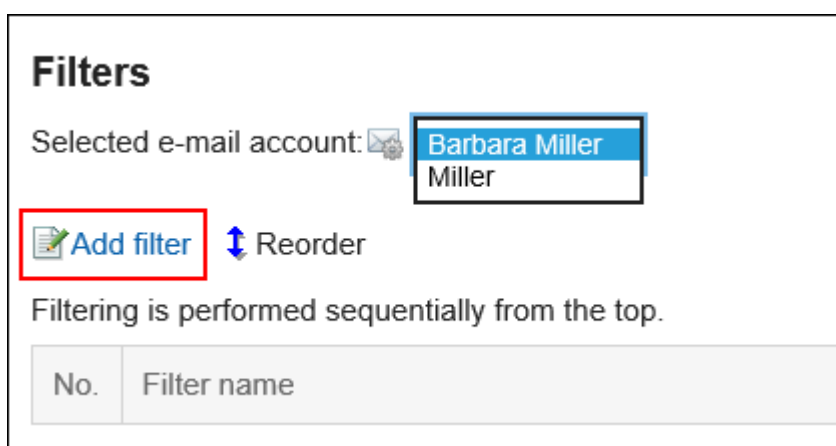 Filters
Selected e-mail account: Barbara Miller
Miller
Add filter Reorder
Filtering is performed sequentially from the top.
No. Filter name